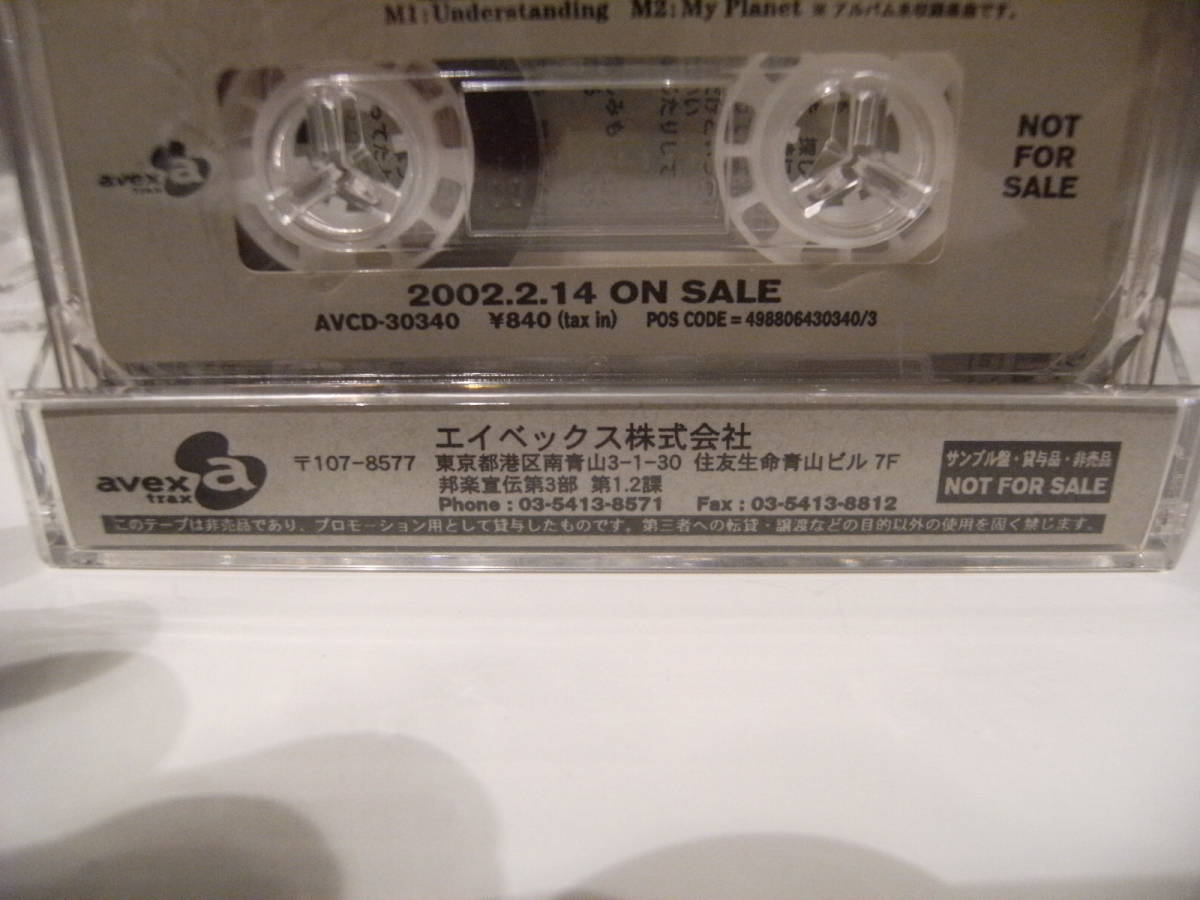 M1:Understanding M2:My Planet ※ アルバム未収録楽曲です。
avex trax
NOT
FOR
SALE
2002.2.14 ON SALE
AVCD-30340 ¥840 (tax in) POS CODE = 498806430340/3
avex
trax
エイベックス株式会社
〒107-8577 東京都港区南青山3-1-30 住友生命青山ビル 7F
邦楽宣伝第3部 第1.2課
Phone : 03-5413-8571 Fax : 03-5413-8812
サンプル盤・貸与品・非売品
NOT FOR SALE
このテープは非売品であり、プロモーション用として貸与したものです。第三者への転貸・譲渡などの目的以外の使用を固く禁じます。